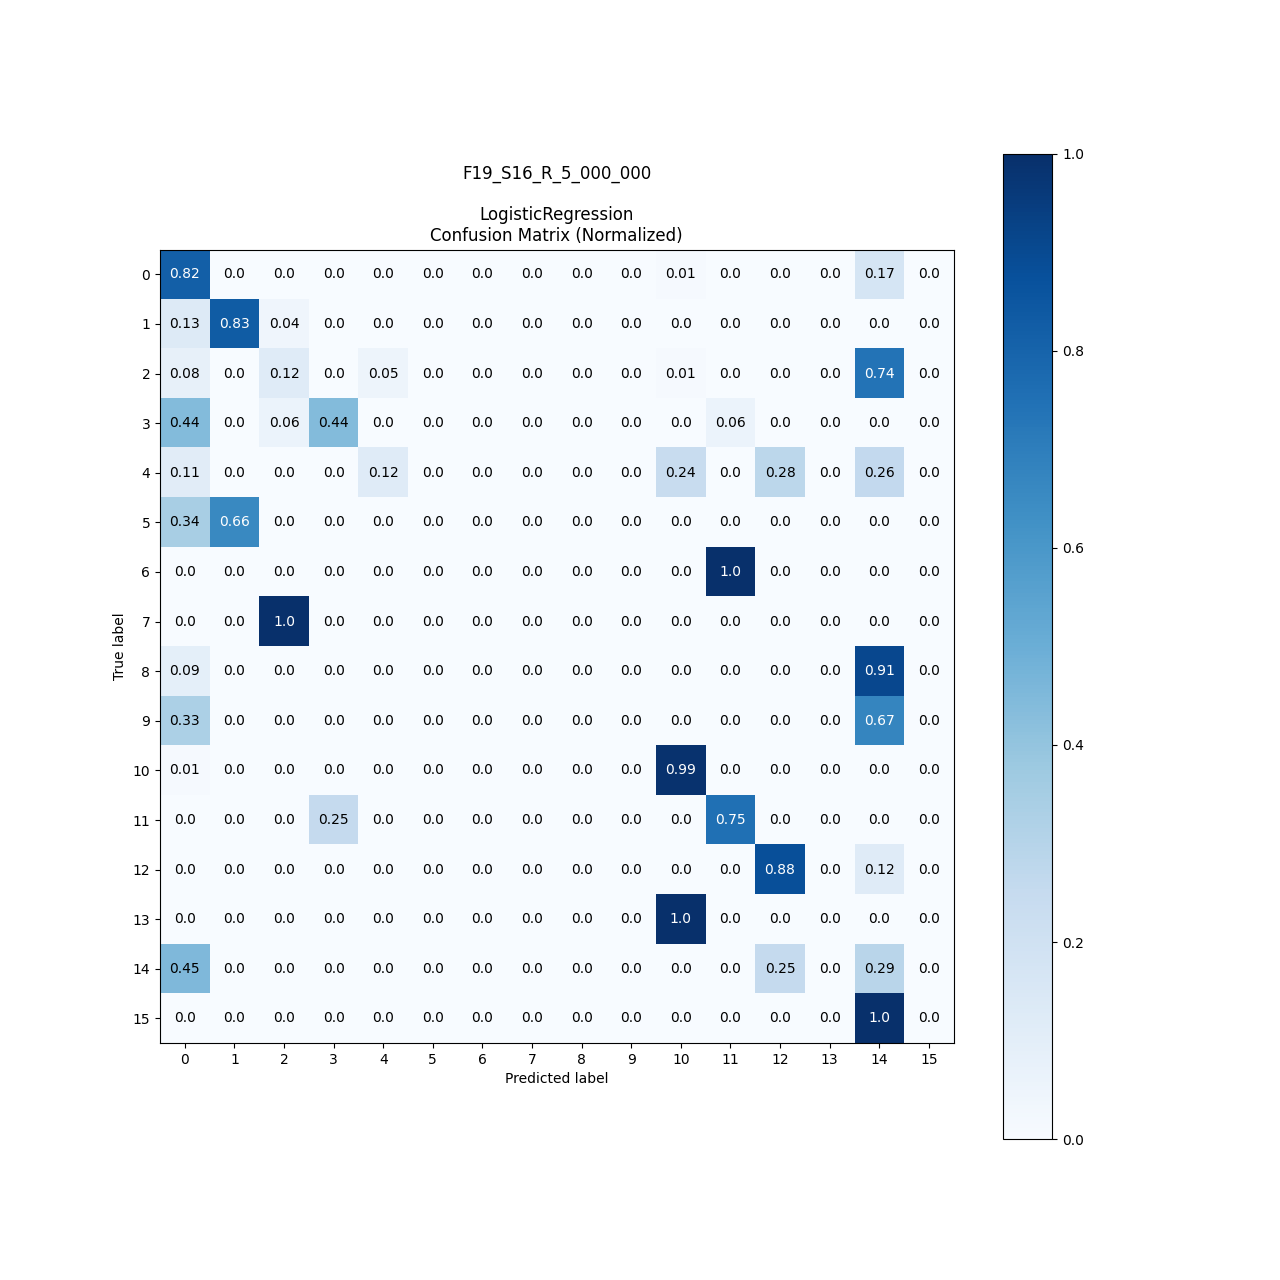 F19_S16_R_5_000_000
LogisticRegression
Confusion Matrix (Normalized)
1.0
0.8
0.6
0.4
0.2
0.0
True label
0 0.82 0.0 0.0 0.0 0.0 0.0 0.0 0.0 0.0 0.0 0.01 0.0 0.0 0.0 0.17 0.0
1 0.13 0.83 0.04 0.0 0.0 0.0 0.0 0.0 0.0 0.0 0.0 0.0 0.0 0.0 0.0 0.0
2 0.08 0.0 0.12 0.0 0.05 0.0 0.0 0.0 0.0 0.0 0.01 0.0 0.0 0.0 0.74 0.0
3 0.44 0.0 0.06 0.44 0.0 0.0 0.0 0.0 0.0 0.0 0.0 0.06 0.0 0.0 0.0 0.0
4 0.11 0.0 0.0 0.0 0.12 0.0 0.0 0.0 0.0 0.0 0.24 0.0 0.28 0.0 0.26 0.0
5 0.34 0.66 0.0 0.0 0.0 0.0 0.0 0.0 0.0 0.0 0.0 0.0 0.0 0.0 0.0 0.0
6 0.0 0.0 0.0 0.0 0.0 0.0 0.0 0.0 0.0 0.0 0.0 1.0 0.0 0.0 0.0 0.0
7 0.0 0.0 1.0 0.0 0.0 0.0 0.0 0.0 0.0 0.0 0.0 0.0 0.0 0.0 0.0 0.0
8 0.09 0.0 0.0 0.0 0.0 0.0 0.0 0.0 0.0 0.0 0.0 0.0 0.0 0.0 0.91 0.0
9 0.33 0.0 0.0 0.0 0.0 0.0 0.0 0.0 0.0 0.0 0.0 0.0 0.0 0.0 0.67 0.0
10 0.01 0.0 0.0 0.0 0.0 0.0 0.0 0.0 0.0 0.0 0.99 0.0 0.0 0.0 0.0 0.0
11 0.0 0.0 0.0 0.25 0.0 0.0 0.0 0.0 0.0 0.0 0.0 0.75 0.0 0.0 0.0 0.0
12 0.0 0.0 0.0 0.0 0.0 0.0 0.0 0.0 0.0 0.0 0.0 0.0 0.88 0.0 0.12 0.0
13 0.0 0.0 0.0 0.0 0.0 0.0 0.0 0.0 0.0 0.0 1.0 0.0 0.0 0.0 0.0 0.0
14 0.45 0.0 0.0 0.0 0.0 0.0 0.0 0.0 0.0 0.0 0.0 0.0 0.25 0.0 0.29 0.0
15 0.0 0.0 0.0 0.0 0.0 0.0 0.0 0.0 0.0 0.0 0.0 0.0 0.0 0.0 1.0 0.0
0 1 2 3 4 5 6 7 8 9 10 11 12 13 14 15
Predicted label